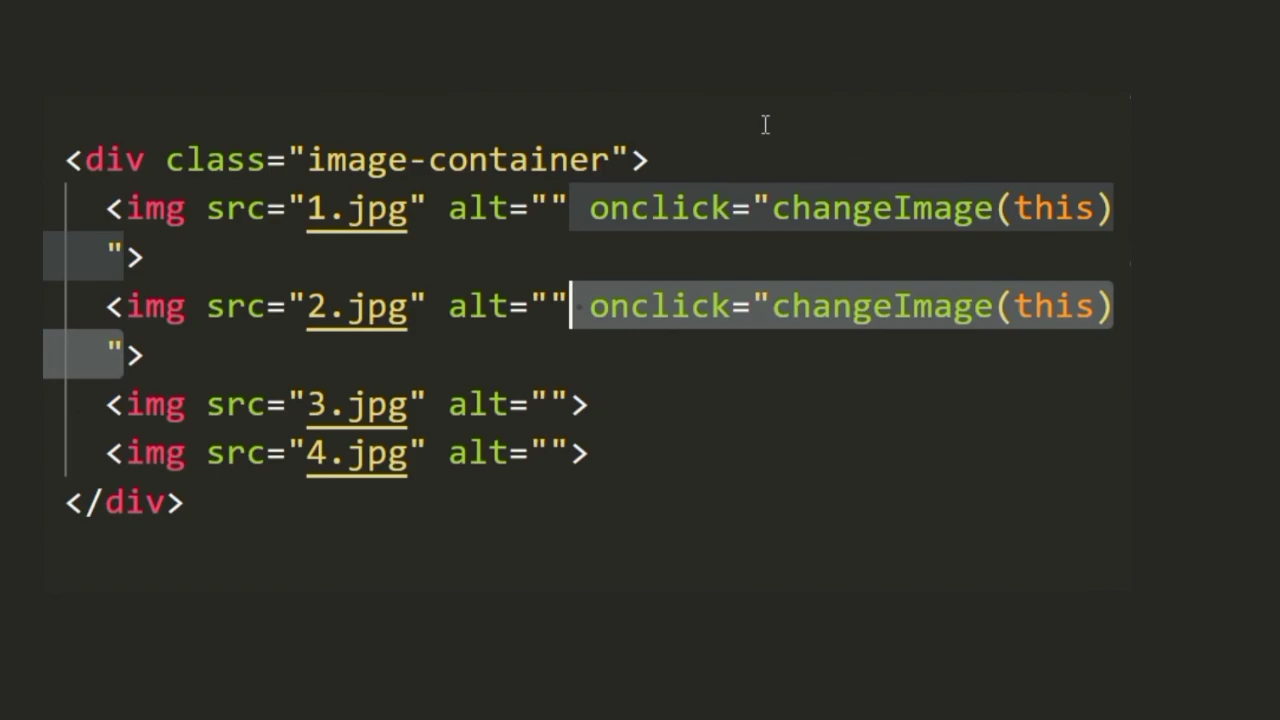 <div class="image-container">
<img src="1.jpg" alt="" onclick="changeImage(this)
">
<img src="2.jpg" alt="" onclick="changeImage(this)
">
<img src="3.jpg" alt="">
<img src="4.jpg" alt="">
</div>